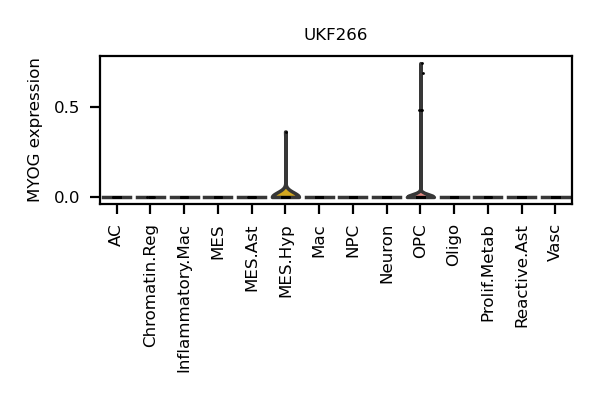 UKF266
MYOG expression
0.5
0.0
AC
Chromatin.Reg
Inflammatory.Mac
MES
MES.Ast
MES.Hyp
Mac
NPC
Neuron
OPC
Oligo
Prolif.Metab
Reactive.Ast
Vasc